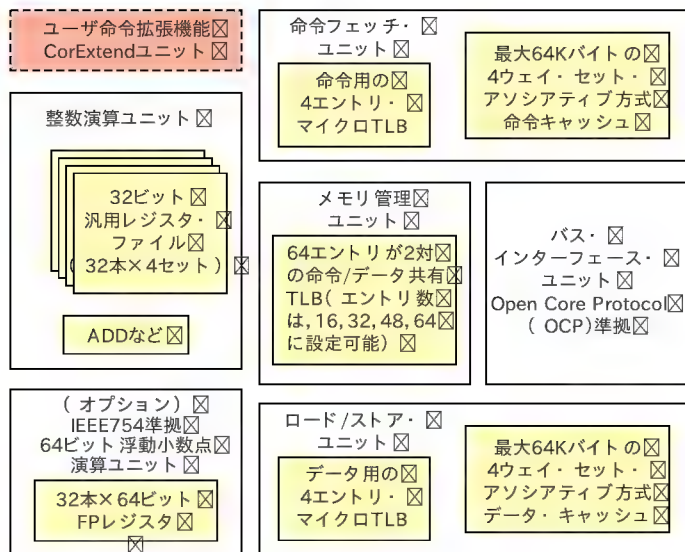 ユーザ命令拡張機能
CorExtendユニット
命令フェッチ・
ユニット
命令用の
4エントリ・
マイクロTLB
最大64Kバイトの
4ウェイ・セット・
アソシアティブ方式
命令キャッシュ
整数演算ユニット
32ビット
汎用レジスタ・
ファイル
(32本×4セット)
ADDなど
メモリ管理
ユニット
64エントリが2対
の命令/データ共有
TLB(エントリ数
は,16,32,48,64
に設定可能)
バス・
インターフェース・
ユニット
Open Core Protocol
(OCP)準拠
(オプション)
IEEE754準拠
64ビット浮動小数点
演算ユニット
32本×64ビット
FPレジスタ
ロード/ストア・
ユニット
データ用の
4エントリ・
マイクロTLB
最大64Kバイトの
4ウェイ・セット・
アソシアティブ方式
データ・キャッシュ